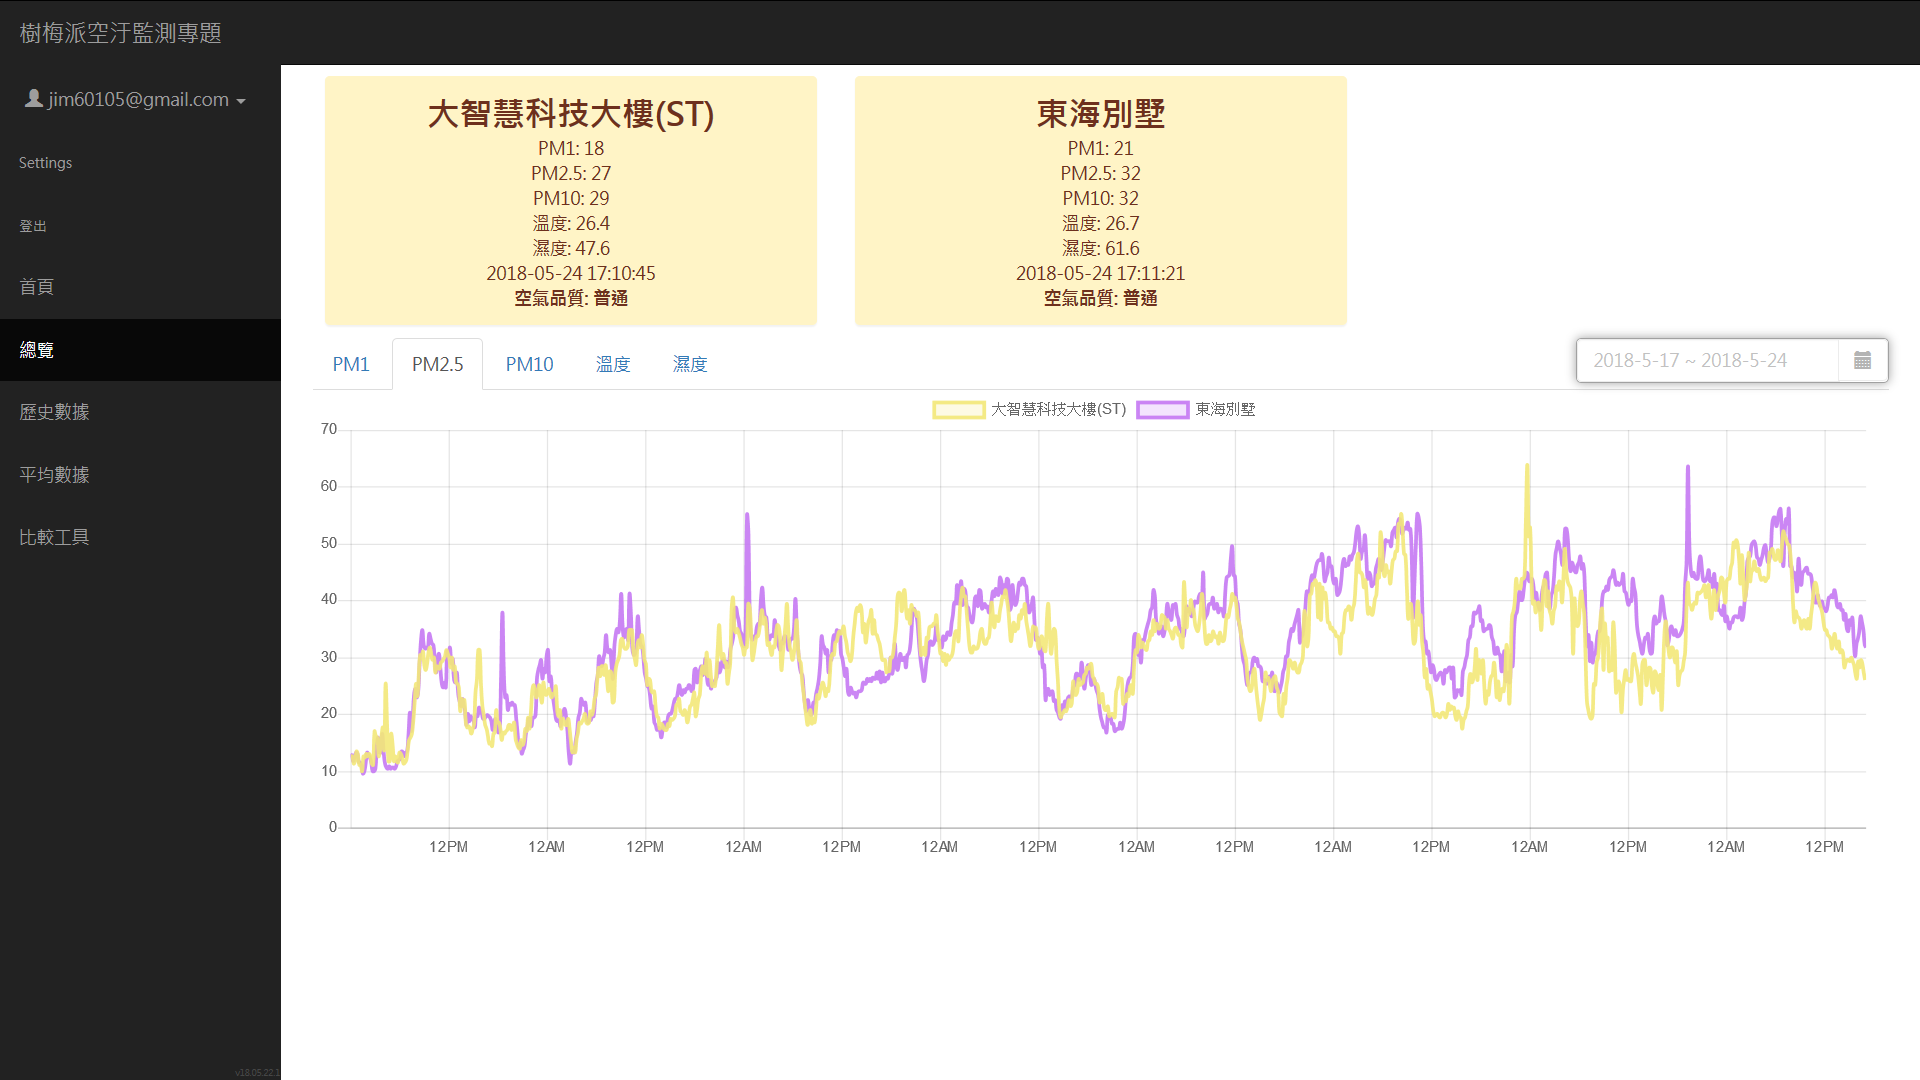 樹梅派空汙監測專題
jim60105@gmail.com
Settings
登出
首頁
總覽
歷史數據
平均數據
比較工具
v18.05.22.1
大智慧科技大樓(ST)
PM1: 18
PM2.5: 27
PM10: 29
溫度: 26.4
濕度: 47.6
2018-05-24 17:10:45
空氣品質: 普通
東海別墅
PM1: 21
PM2.5: 32
PM10: 32
溫度: 26.7
濕度: 61.6
2018-05-24 17:11:21
空氣品質: 普通
PM1 PM2.5 PM10 溫度 濕度
2018-5-17 ~ 2018-5-24
大智慧科技大樓(ST) 東海別墅
70
60
50
40
30
20
10
0
12PM 12AM 12PM 12AM 12PM 12AM 12PM 12AM 12PM 12AM 12PM 12AM 12PM 12AM 12PM